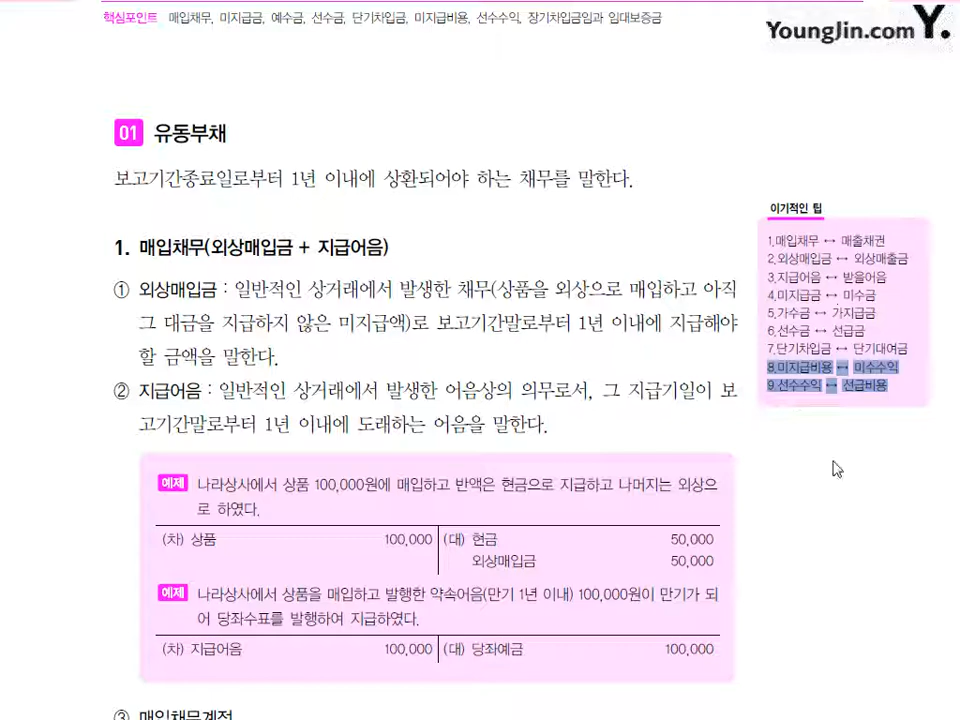 핵심포인트 매입채무, 미지급금, 예수금, 선수금, 단기차입금, 미지급비용, 선수수익, 장기차입금임과 임대보증금
YoungJin.com Y.
01 유동부채
보고기간종료일로부터 1년 이내에 상환되어야 하는 채무를 말한다.
1. 매입채무(외상매입금 + 지급어음)
① 외상매입금 : 일반적인 상거래에서 발생한 채무(상품을 외상으로 매입하고 아직
그 대금을 지급하지 않은 미지급액)로 보고기간말로부터 1년 이내에 지급해야
할 금액을 말한다.
② 지급어음 : 일반적인 상거래에서 발생한 어음상의 의무로서, 그 지급기일이 보
고기간말로부터 1년 이내에 도래하는 어음을 말한다.
예제 나라상사에서 상품 100,000원에 매입하고 반액은 현금으로 지급하고 나머지는 외상으
로 하였다.
(차) 상품 100,000 (대) 현금 50,000
외상매입금 50,000
예제 나라상사에서 상품을 매입하고 발행한 약속어음(만기 1년 이내) 100,000원이 만기가 되
어 당좌수표를 발행하여 지급하였다.
(차) 지급어음 100,000 (대) 당좌예금 100,000
③ 매입채무계정
이기적인 팁
1.매입채무 ↔ 매출채권
2.외상매입금 ↔ 외상매출금
3.지급어음 ↔ 받을어음
4.미지급금 ↔ 미수금
5.가수금 ↔ 가지급금
6.선수금 ↔ 선급금
7.단기차입금 ↔ 단기대여금
8.미지급비용 ↔ 미수수익
9.선수수익 ↔ 선급비용